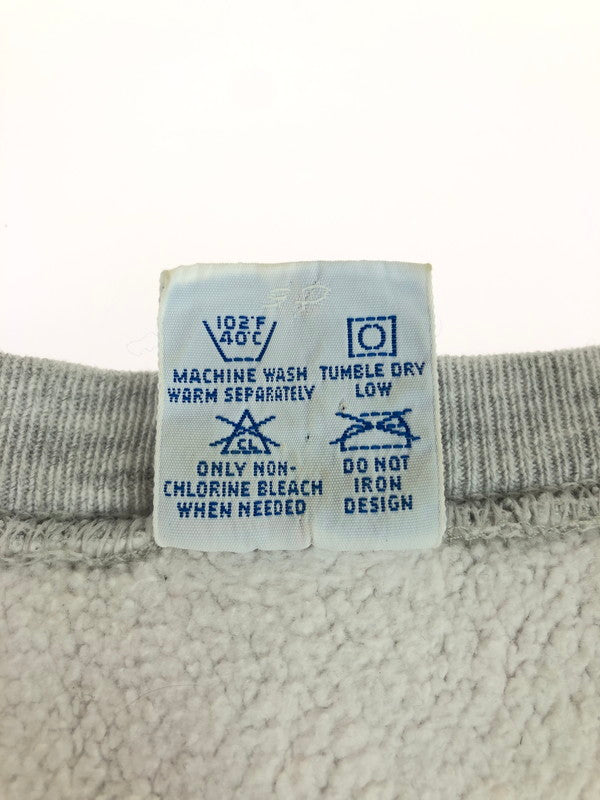 102°F
40°C
MACHINE WASH
WARM SEPARATELY
TUMBLE DRY
LOW
CL
ONLY NON-
CHLORINE BLEACH
WHEN NEEDED
DO NOT
IRON
DESIGN